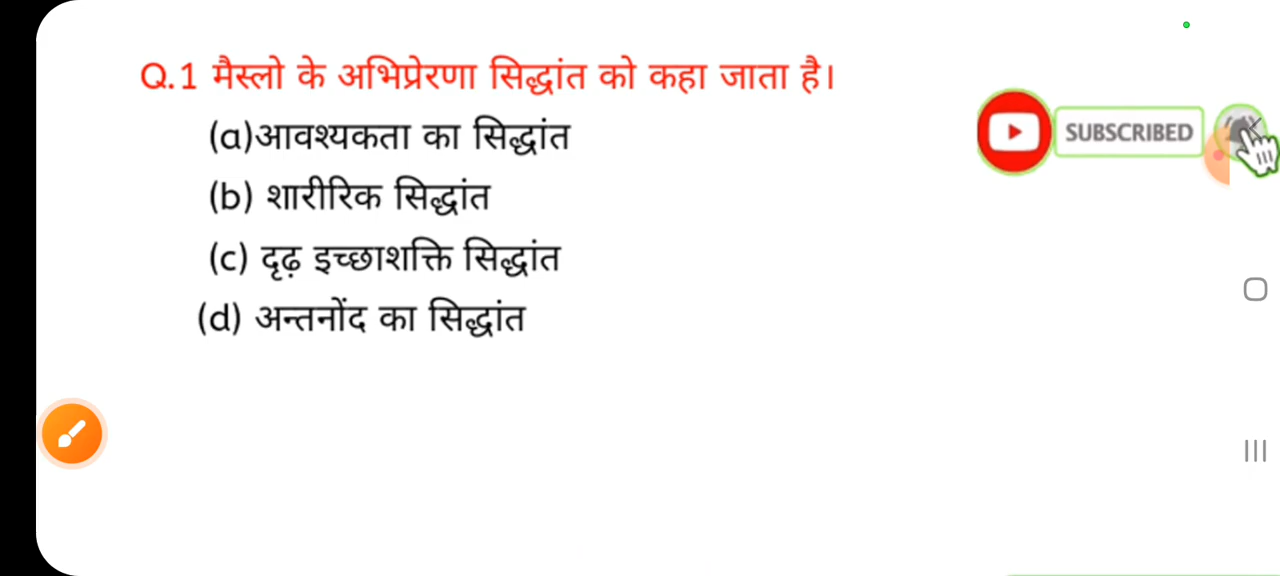 Q.1 मैस्लो के अभिप्रेरणा सिद्धांत को कहा जाता है।
(a)आवश्यकता का सिद्धांत
SUBSCRIBED
(b) शारीरिक सिद्धांत
(c) दृढ़ इच्छाशक्ति सिद्धांत
(d) अन्तनोंद का सिद्धांत